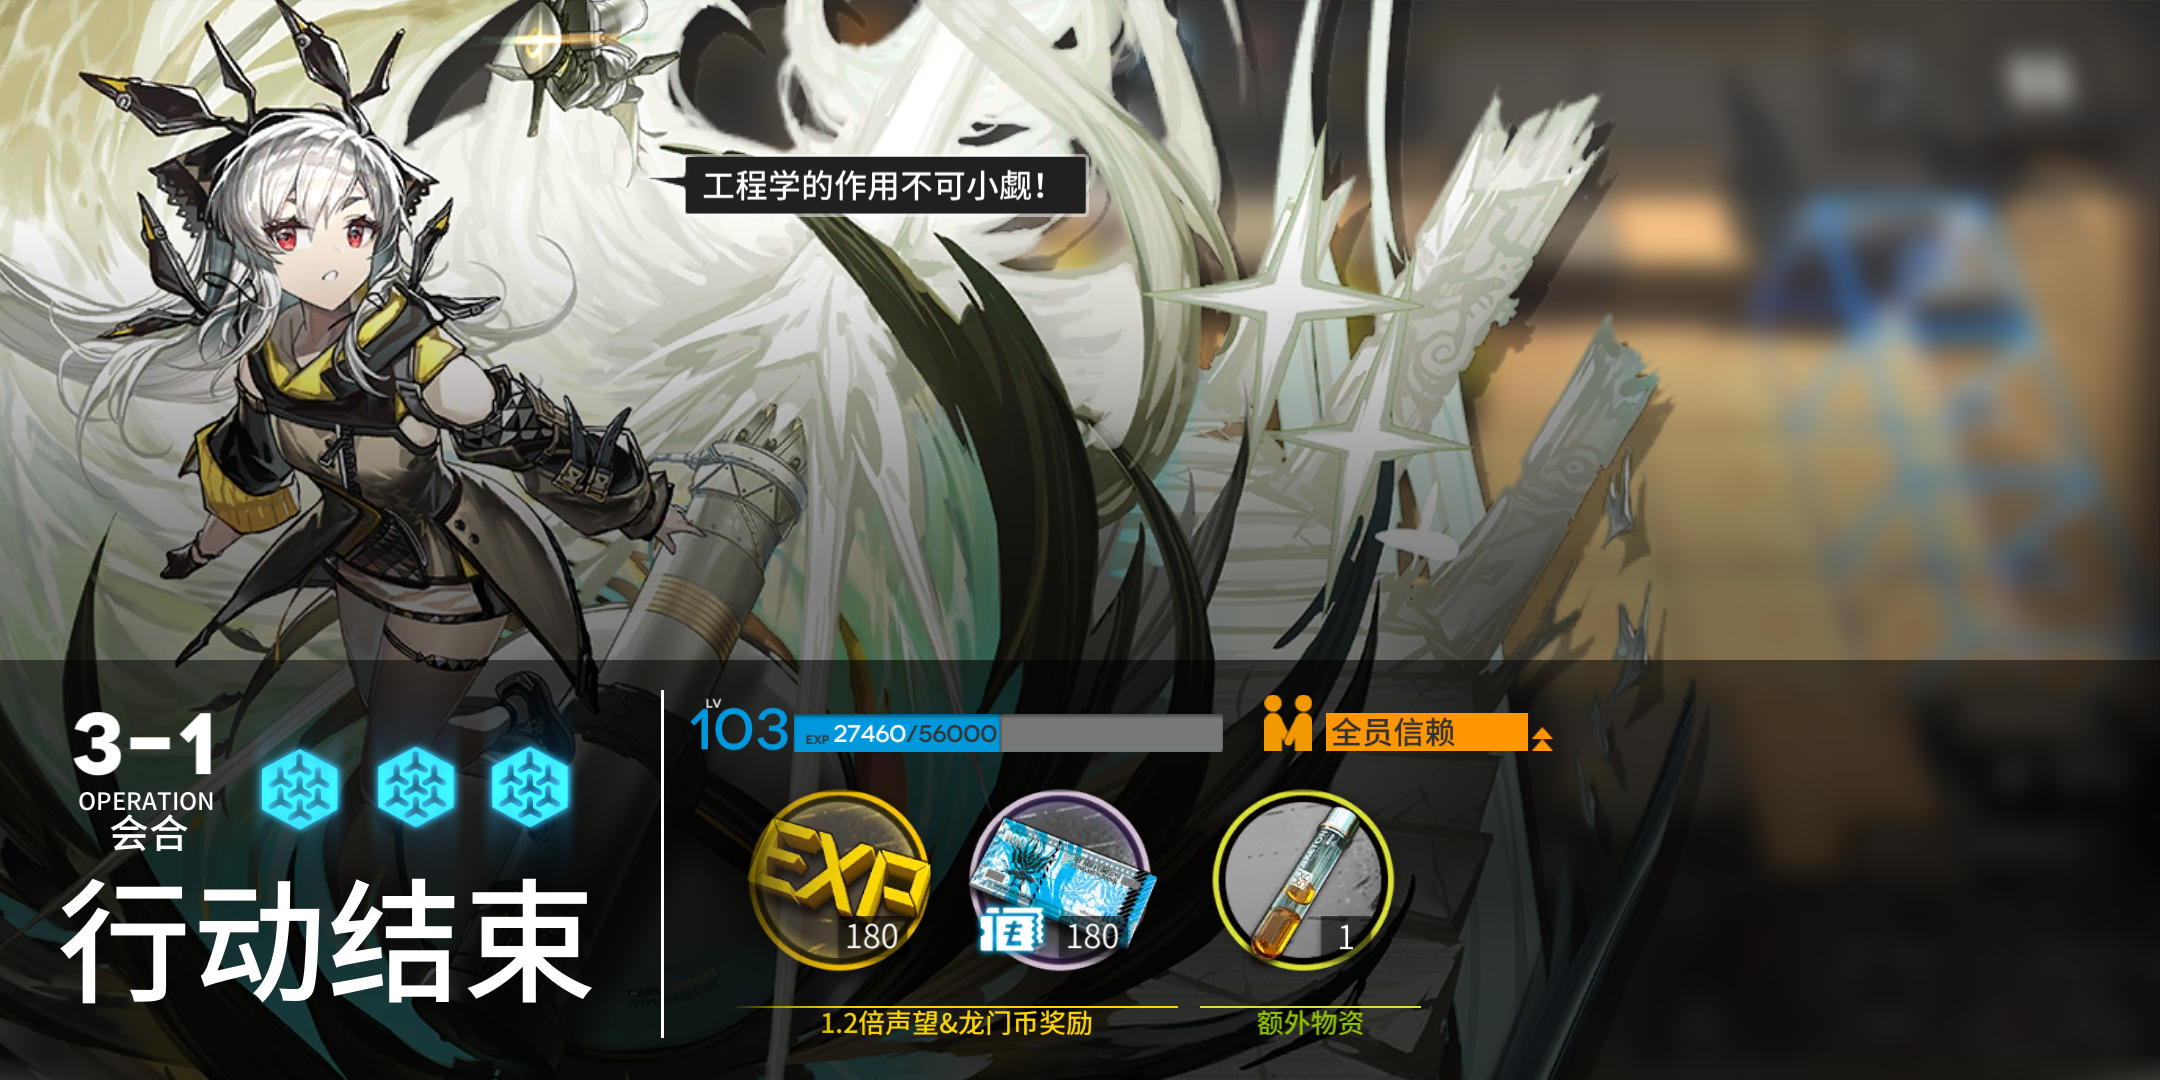 工程学的作用不可小觑!
3-1
OPERATION
会合
行动结束
LV
103
EXP 27460/56000
全员信赖
EXP
180
180
1
1.2倍声望&龙门币奖励
额外物资